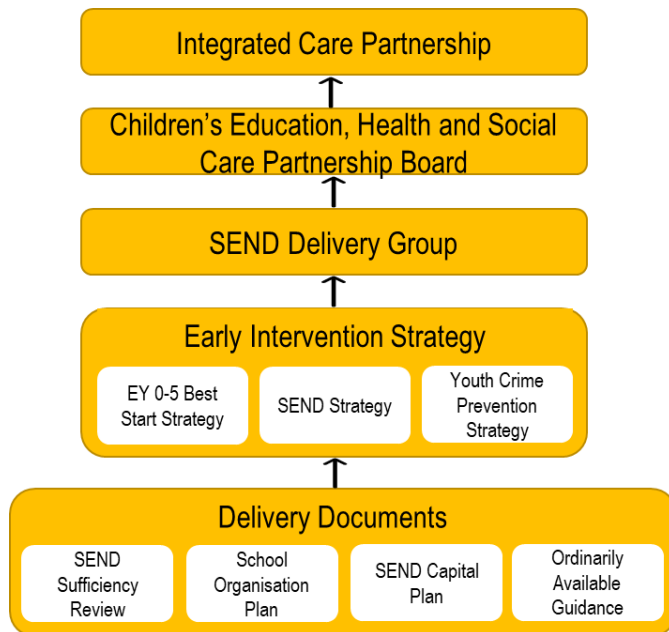 Integrated Care Partnership
Children's Education, Health and Social
Care Partnership Board
SEND Delivery Group
Early Intervention Strategy
EY 0-5 Best
Start Strategy
SEND Strategy
Youth Crime
Prevention
Strategy
Delivery Documents
SEND
Sufficiency
Review
School
Organisation
Plan
SEND Capital
Plan
Ordinarily
Available
Guidance